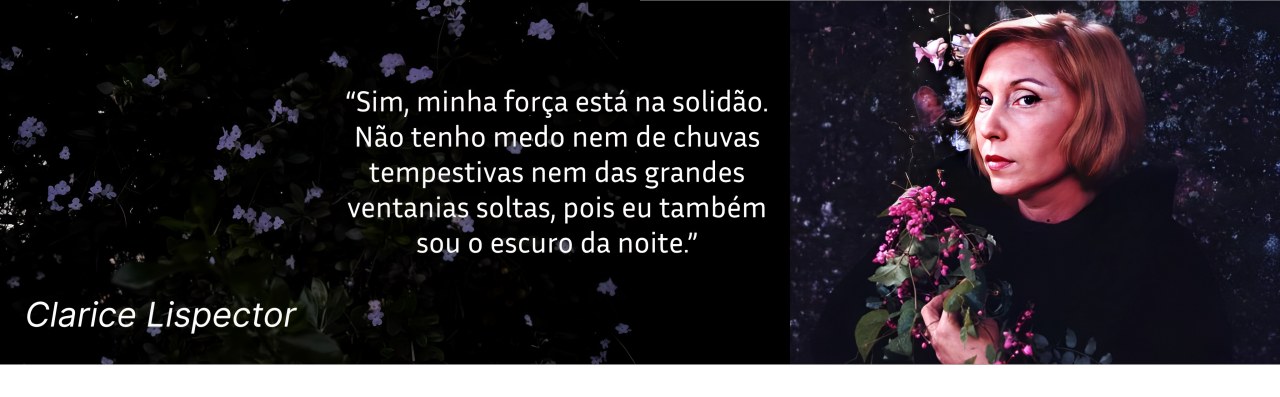 “Sim, minha força está na solidão.
Não tenho medo nem de chuvas
tempestivas nem das grandes
ventanias soltas, pois eu também
sou o escuro da noite.”
Clarice Lispector